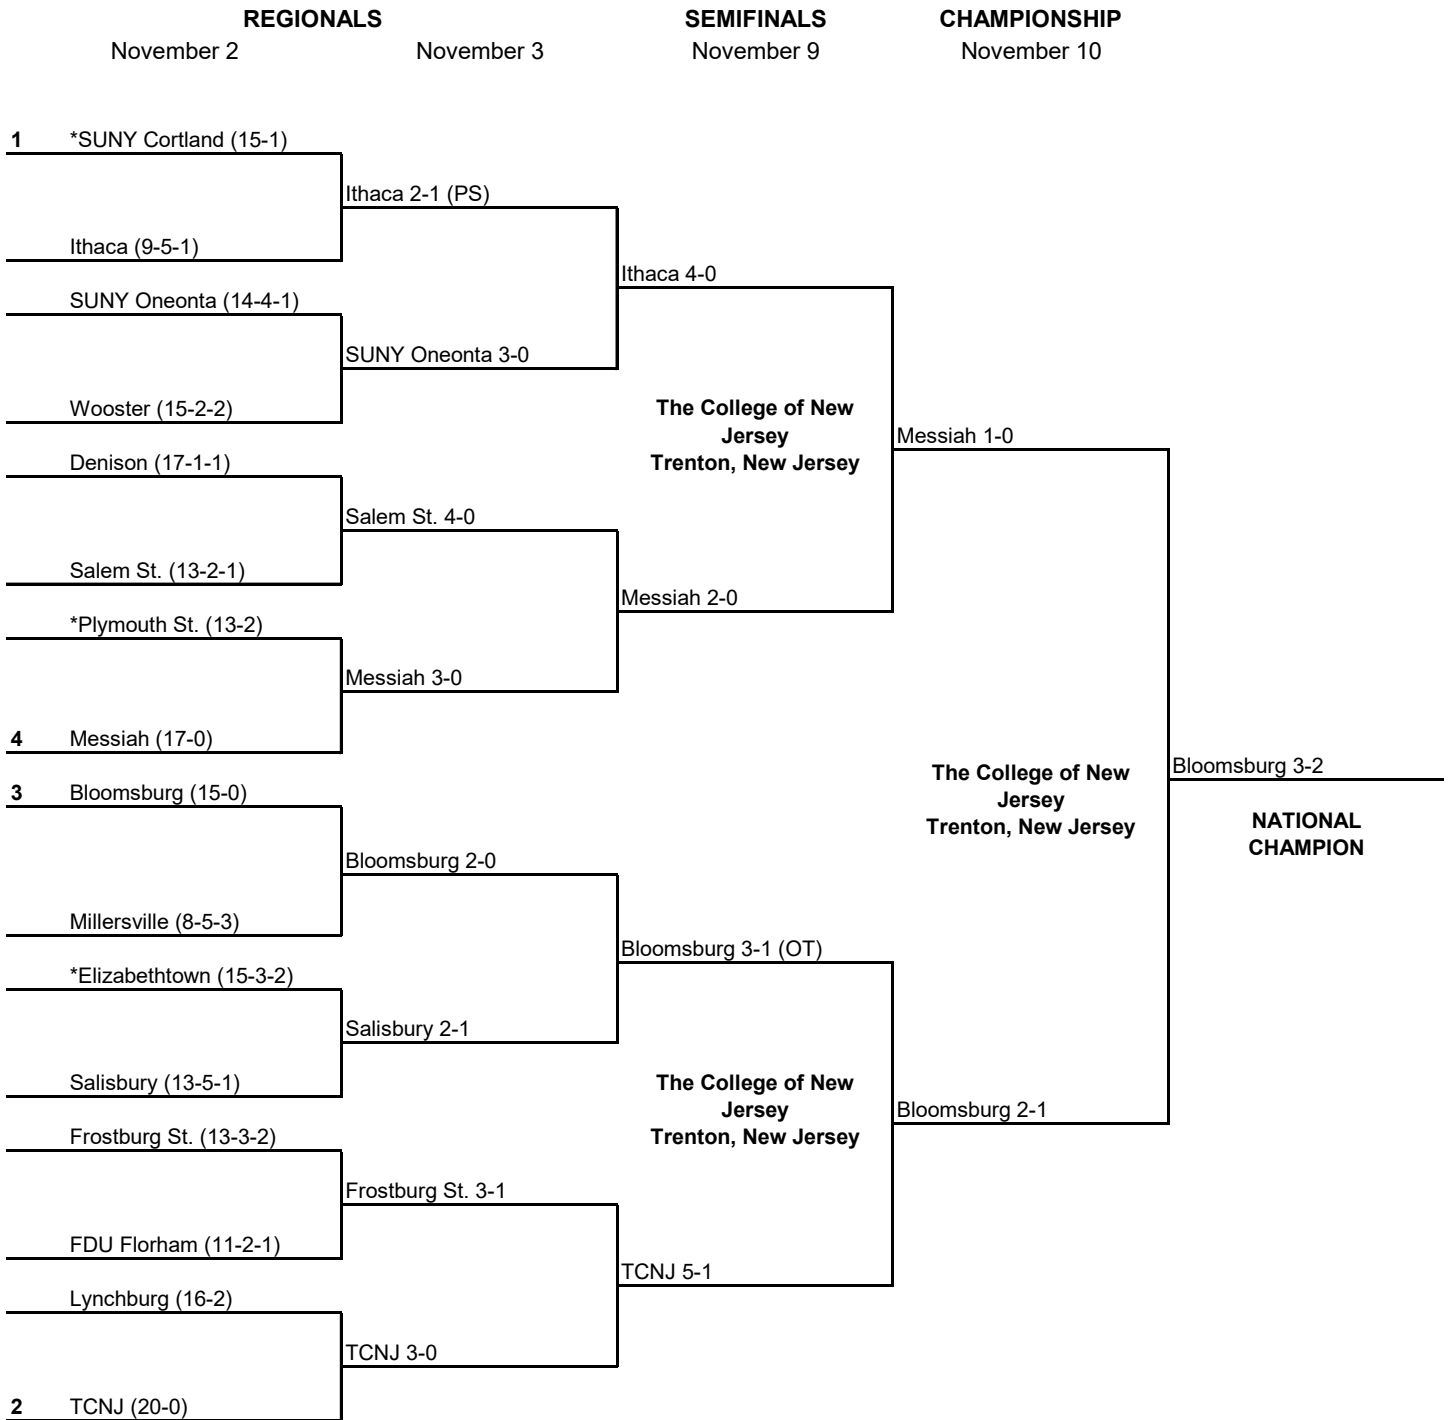 REGIONALS SEMIFINALS CHAMPIONSHIP
November 2 November 3 November 9 November 10
1 *SUNY Cortland (15-1)
Ithaca 2-1 (PS)
Ithaca (9-5-1)
Ithaca 4-0
SUNY Oneonta (14-4-1)
SUNY Oneonta 3-0
Wooster (15-2-2)
The College of New
Jersey
Trenton, New Jersey
Messiah 1-0
Denison (17-1-1)
Salem St. 4-0
Salem St. (13-2-1)
Messiah 2-0
*Plymouth St. (13-2)
Messiah 3-0
4 Messiah (17-0)
The College of New
Jersey
Trenton, New Jersey
Bloomsburg 3-2
NATIONAL
CHAMPION
3 Bloomsburg (15-0)
Bloomsburg 2-0
Millersville (8-5-3)
Bloomsburg 3-1 (OT)
*Elizabethtown (15-3-2)
Salisbury 2-1
Salisbury (13-5-1)
The College of New
Jersey
Trenton, New Jersey
Bloomsburg 2-1
Frostburg St. (13-3-2)
Frostburg St. 3-1
FDU Florham (11-2-1)
TCNJ 5-1
Lynchburg (16-2)
TCNJ 3-0
2 TCNJ (20-0)